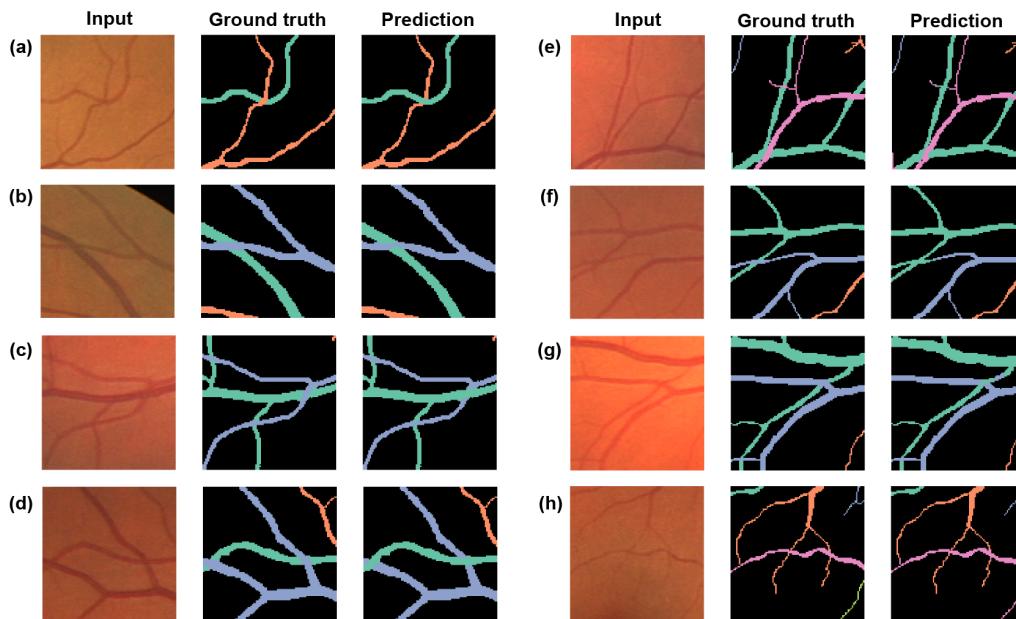 Input Ground truth Prediction Input Ground truth Prediction
(a) (e)
(b) (f)
(c) (g)
(d) (h)